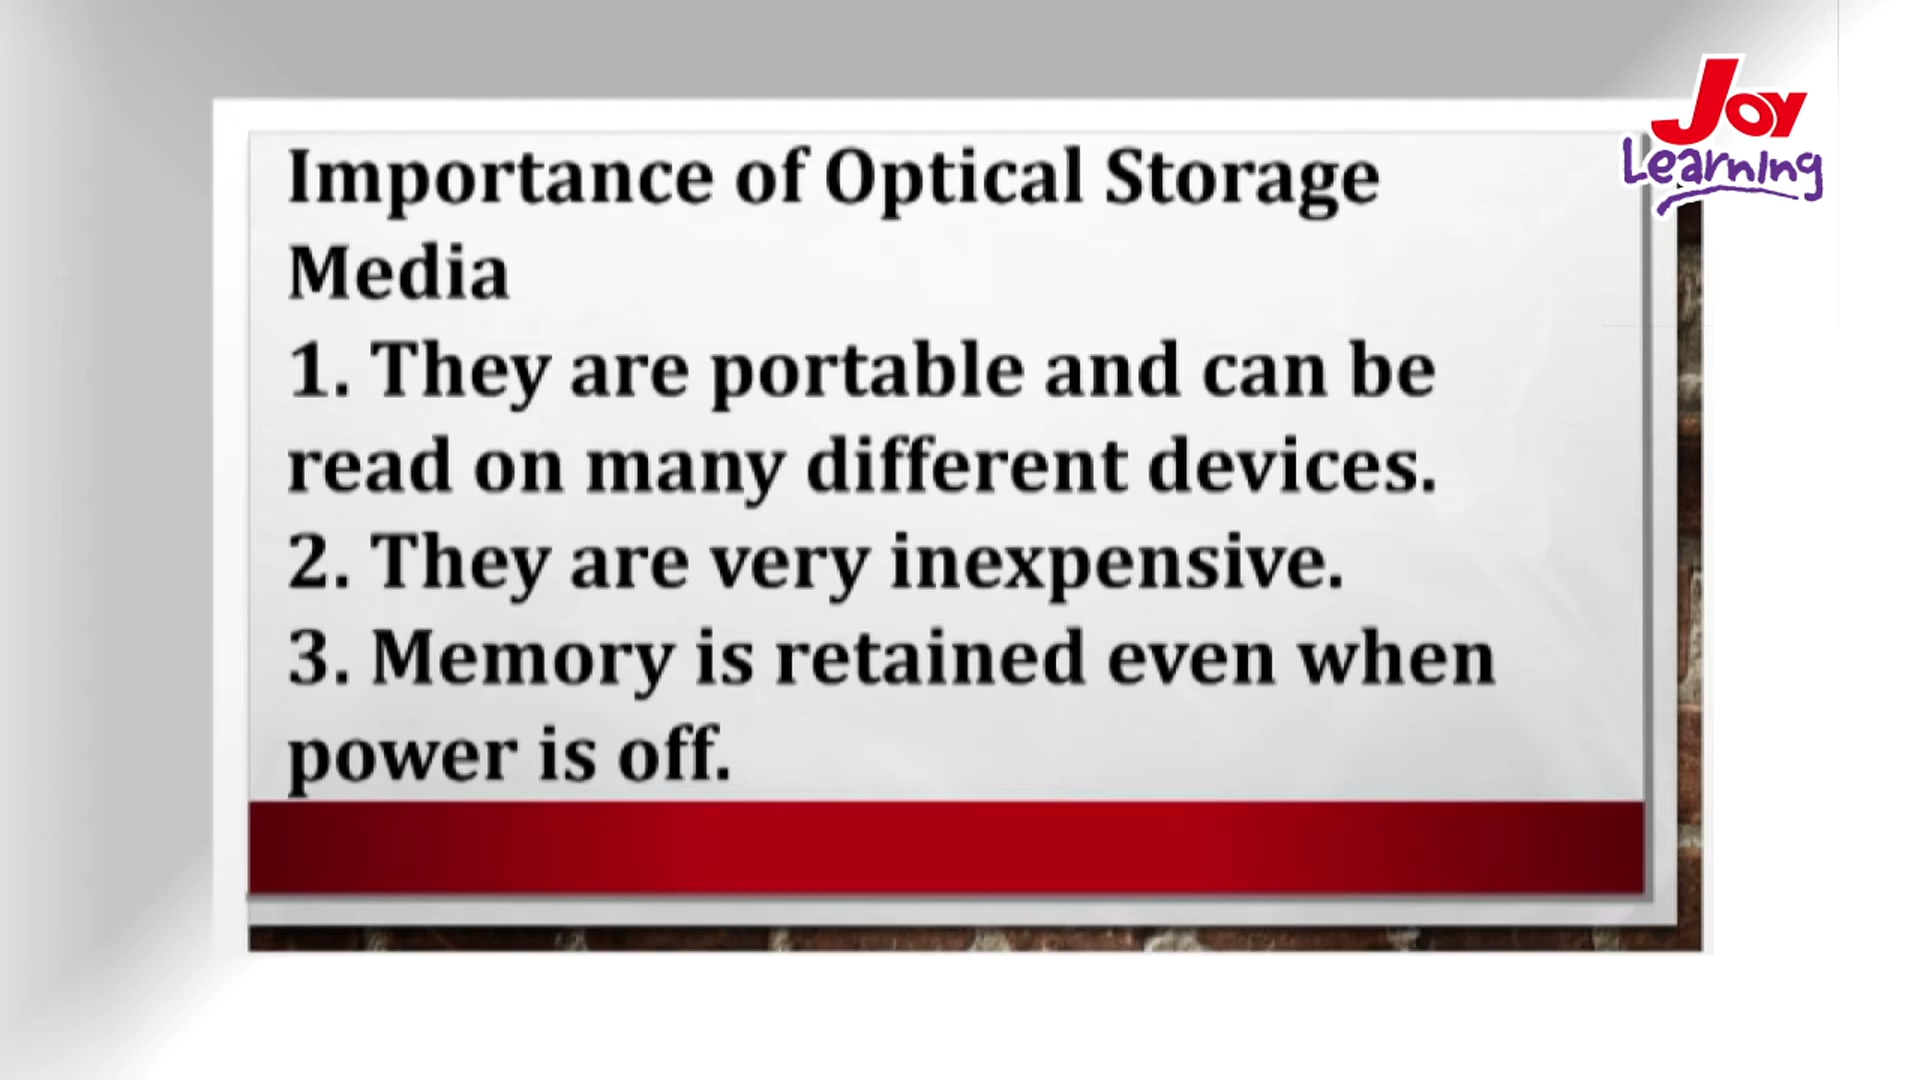 Joy
Learning
Importance of Optical Storage
Media
1. They are portable and can be
read on many different devices.
2. They are very inexpensive.
3. Memory is retained even when
power is off.